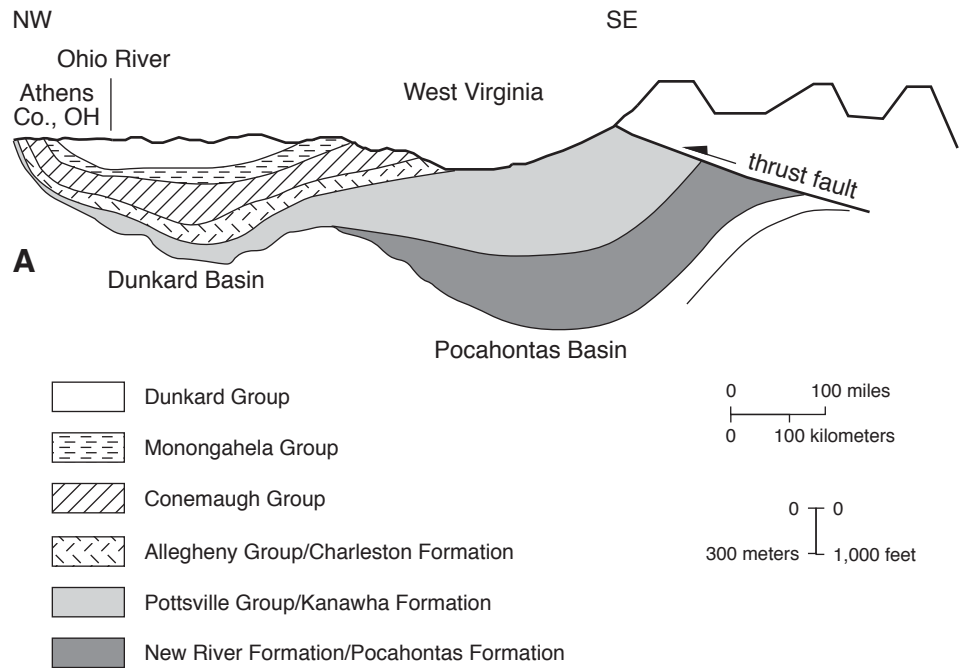 NW
SE
Ohio River
Athens
Co., OH
West Virginia
thrust fault
A
Dunkard Basin
Pocahontas Basin
Dunkard Group
Monongahela Group
Conemaugh Group
Allegheny Group/Charleston Formation
Pottsville Group/Kanawha Formation
New River Formation/Pocahontas Formation
0 100 miles
0 100 kilometers
0 0
300 meters 1,000 feet